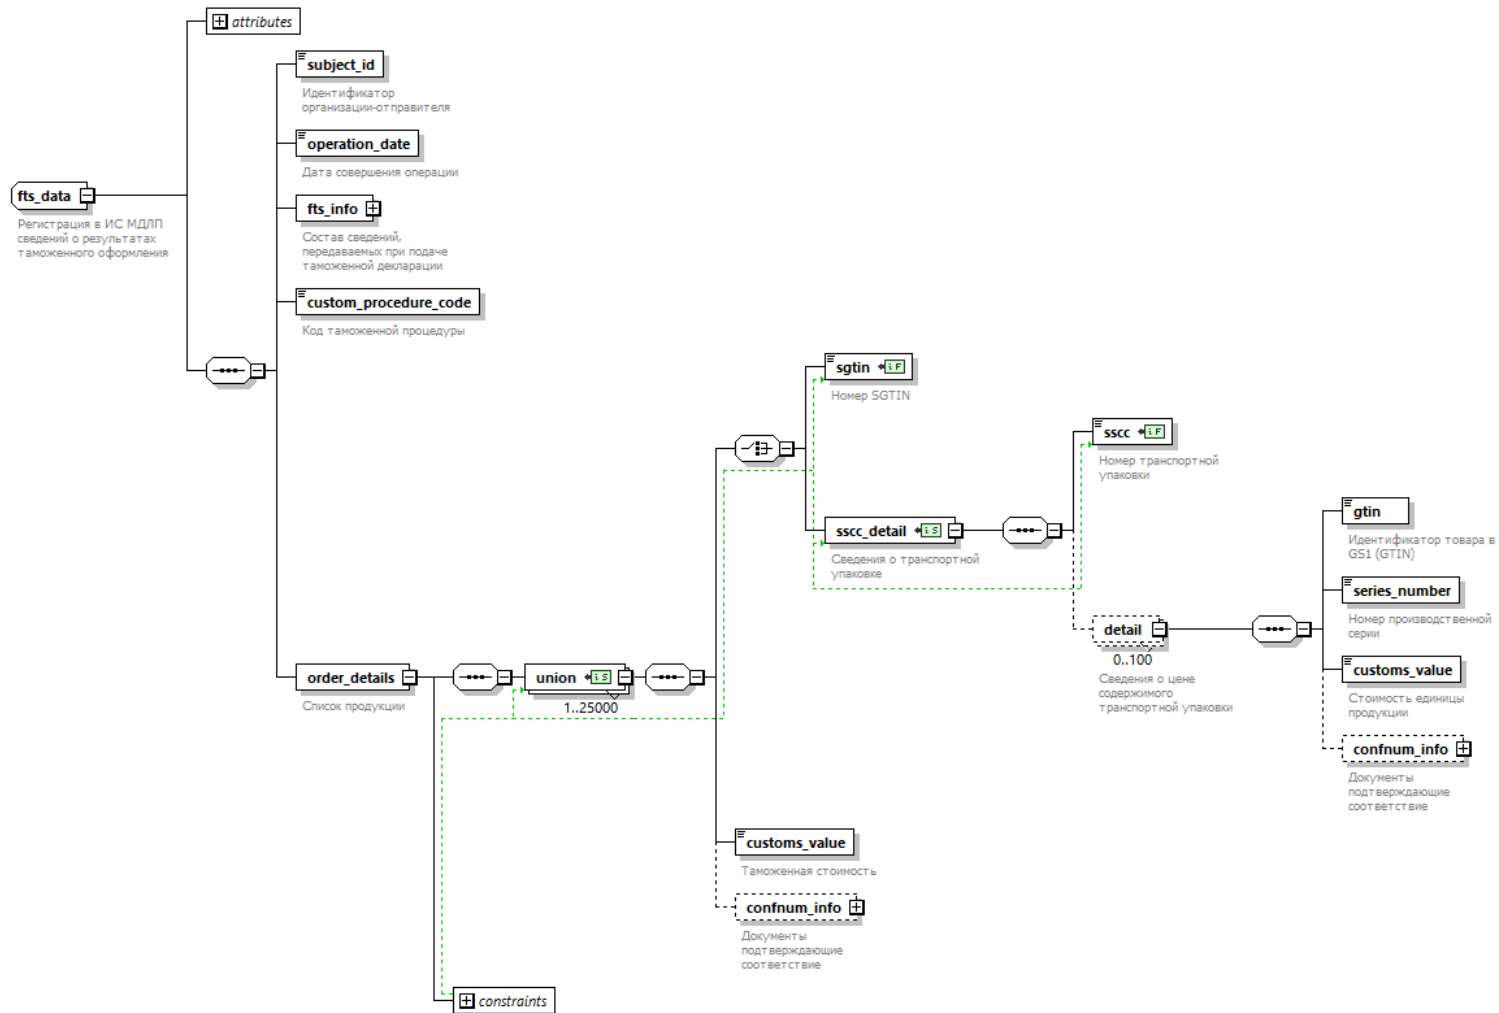 attributes
subject_id
Идентификатор
организации-отправителя
operation_date
Дата совершения операции
fts_data
Регистрация в ИС МДЛП
сведений о результатах
таможенного оформления
fts_info
Состав сведений,
передаваемых при подаче
таможенной декларации
custom_procedure_code
Код таможенной процедуры
sgtin iF
Номер SGTIN
sscc iF
Номер транспортной
упаковки
sscc_detail iS
Сведения о транспортной
упаковке
gtin
Идентификатор товара в
GS1 (GTIN)
series_number
Номер производственной
серии
detail
0..100
Сведения о цене
содержимого
транспортной упаковки
customs_value
Стоимость единицы
продукции
confnum_info
Документы
подтверждающие
соответствие
order_details
Список продукции
union iS
1..25000
customs_value
Таможенная стоимость
confnum_info
Документы
подтверждающие
соответствие
constraints